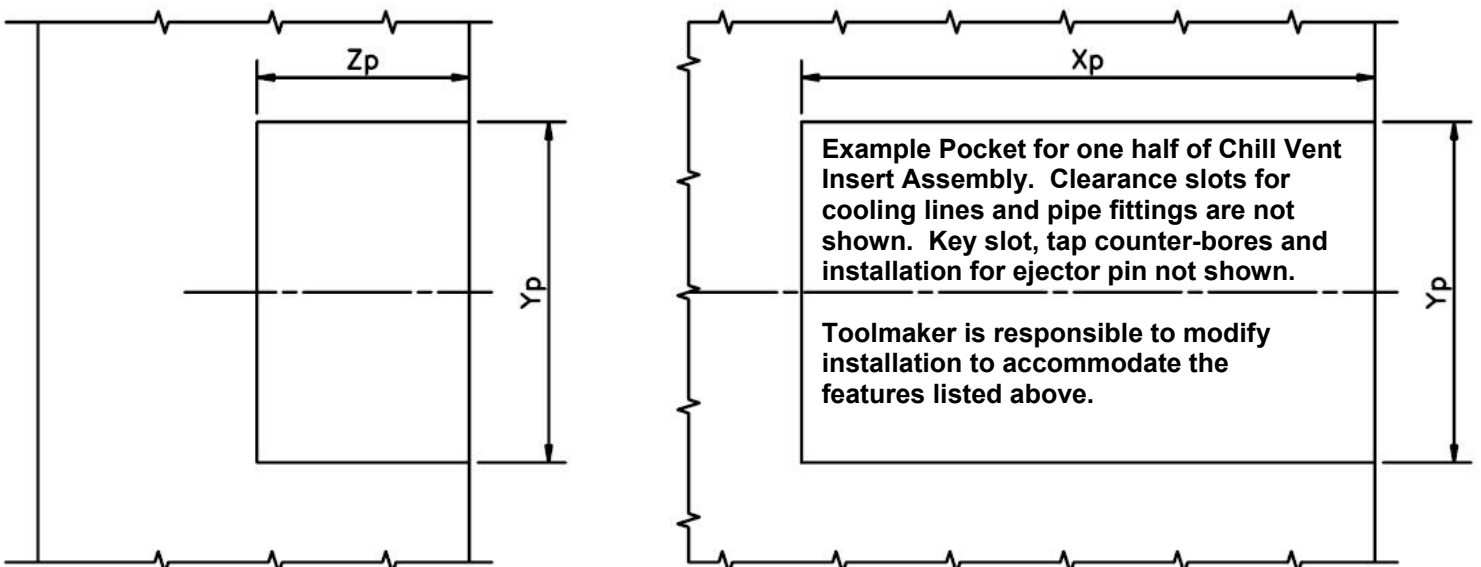 Zp
Yp
Xp
Example Pocket for one half of Chill Vent
Insert Assembly. Clearance slots for
cooling lines and pipe fittings are not
shown. Key slot, tap counter-bores and
installation for ejector pin not shown.
Toolmaker is responsible to modify
installation to accommodate the
features listed above.
Yp